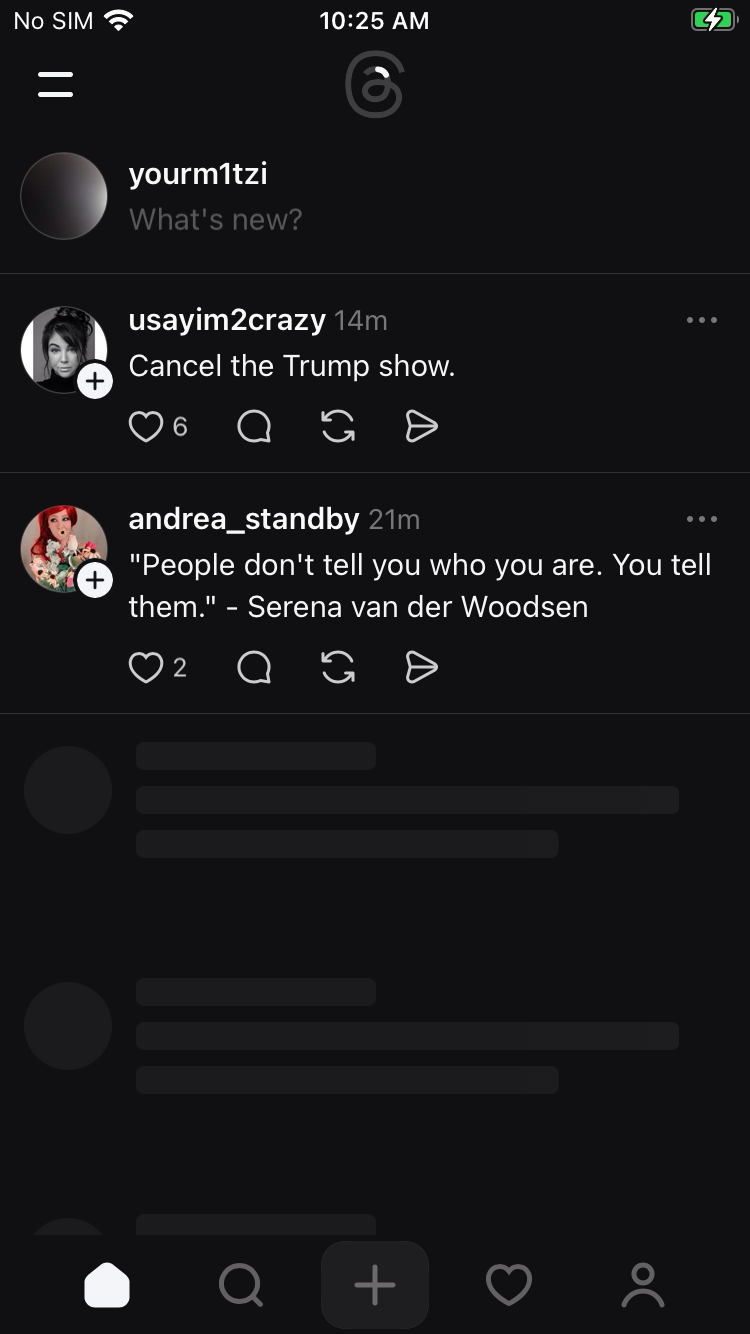 No SIM 10:25 AM
yourm1tzi
What's new?
usayim2crazy 14m
Cancel the Trump show.
6
andrea_standby 21m
"People don't tell you who you are. You tell
them." - Serena van der Woodsen
2